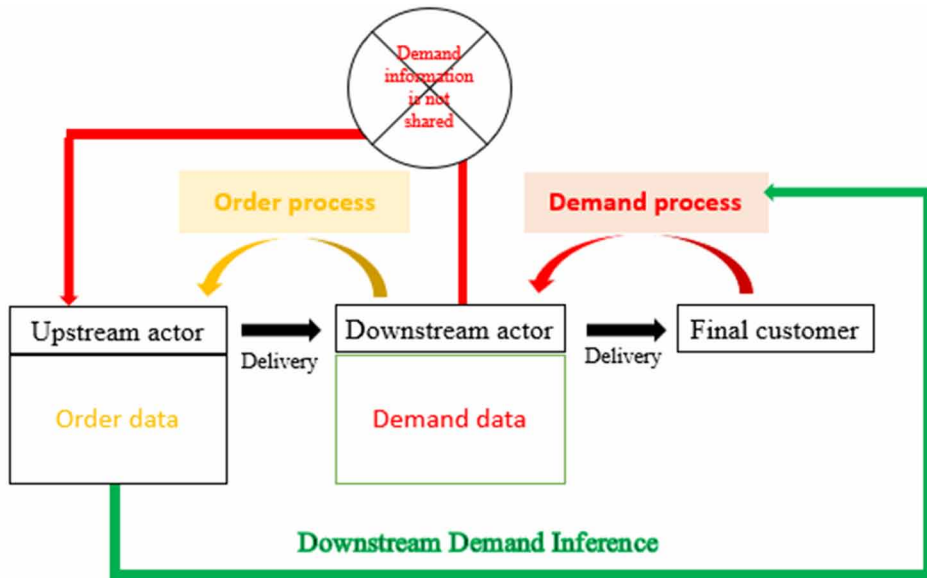 Demand
information
is not
shared
Order process
Demand process
Upstream actor
Delivery
Downstream actor
Delivery
Final customer
Order data
Demand data
Downstream Demand Inference